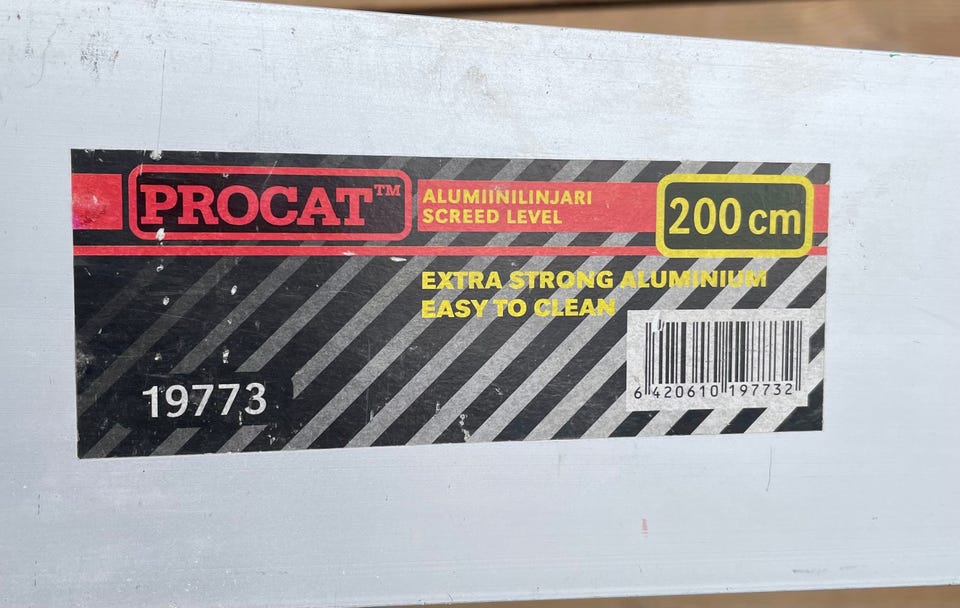 PROCAT™
ALUMIINILINJARI
SCREED LEVEL
200 cm
EXTRA STRONG ALUMINIUM
EASY TO CLEAN
19773
6 420610 197732